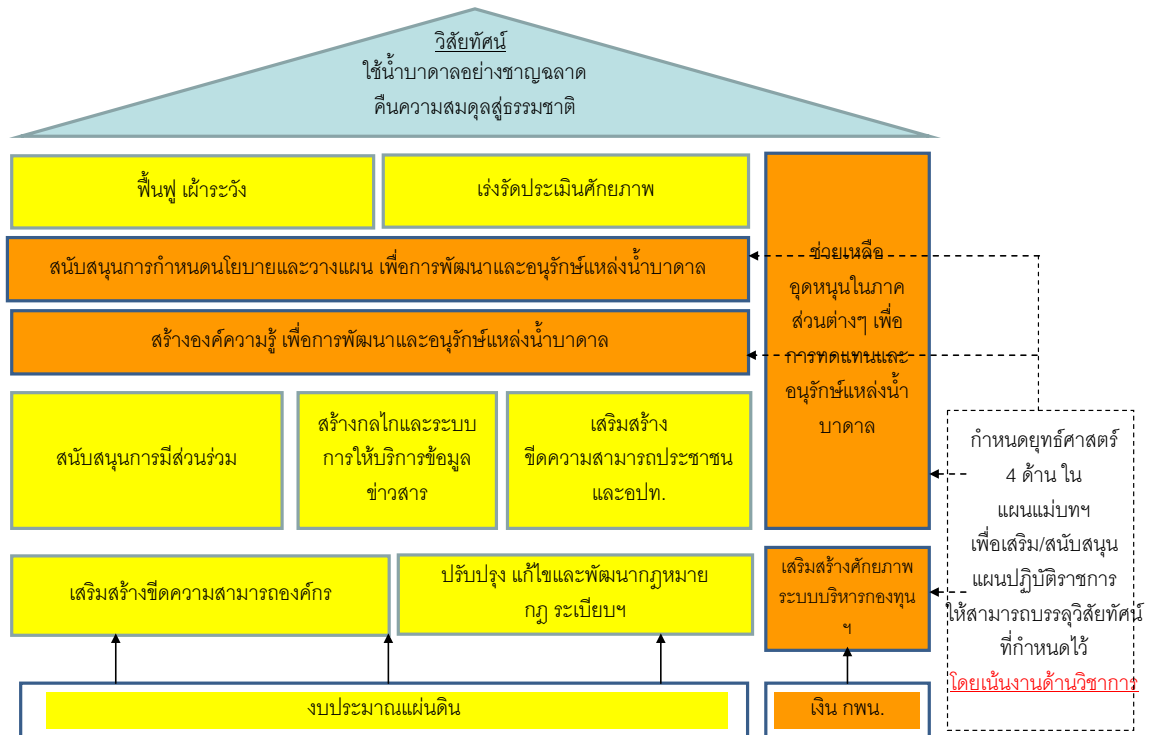 วิสัยทัศน์
ใช้น้ำบาดาลอย่างชาญฉลาด
คืนความสมดุลสู่ธรรมชาติ
ฟื้นฟู เฝ้าระวัง
เร่งรัดประเมินศักยภาพ
สนับสนุนการกำหนดนโยบายและวางแผน เพื่อการพัฒนาและอนุรักษ์แหล่งน้ำบาดาล
สร้างองค์ความรู้ เพื่อการพัฒนาและอนุรักษ์แหล่งน้ำบาดาล
ช่วยเหลือ
อุดหนุนในภาค
ส่วนต่างๆ เพื่อ
การทดแทนและ
อนุรักษ์แหล่งน้ำ
บาดาล
สนับสนุนการมีส่วนร่วม
สร้างกลไกและระบบ
การให้บริการข้อมูล
ข่าวสาร
เสริมสร้าง
ขีดความสามารถประชาชน
และอปท.
กำหนดยุทธ์ศาสตร์
4 ด้าน ใน
แผนแม่บทฯ
เพื่อเสริม/สนับสนุน
แผนปฏิบัติราชการ
ให้สามารถบรรลุวิสัยทัศน์
ที่กำหนดไว้
โดยเน้นงานด้านวิชาการ
เสริมสร้างขีดความสามารถองค์กร
ปรับปรุง แก้ไขและพัฒนากฎหมาย
กฎ ระเบียบฯ
เสริมสร้างศักยภาพ
ระบบบริหารกองทุน
ฯ
งบประมาณแผ่นดิน
เงิน กพน.